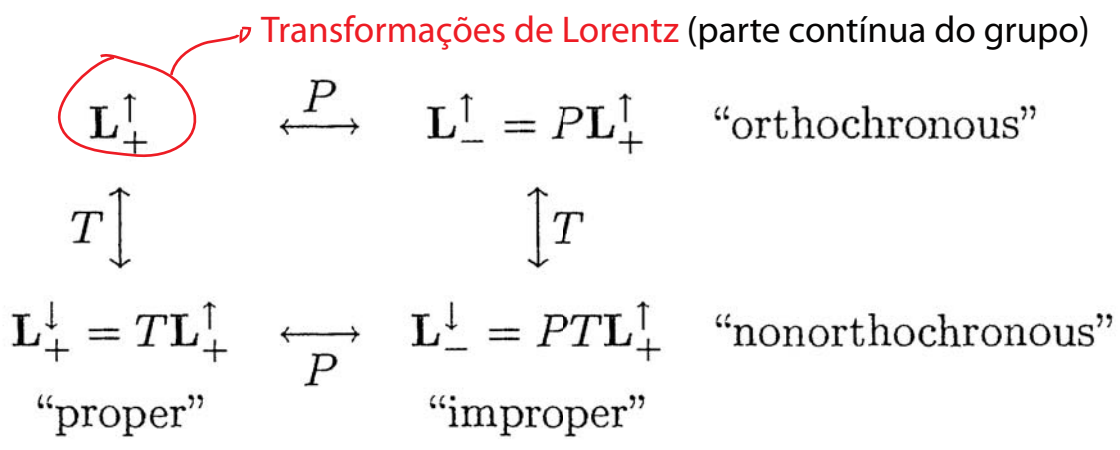 Transformações de Lorentz (parte contínua do grupo)
L↑₊ ⟷ P L↑₋ = PL↑₊ “orthochronous”
T↕ ↕T
L↓₊ = TL↑₊ ⟷ P L↓₋ = PTL↑₊ “nonorthochronous”
“proper” “improper”